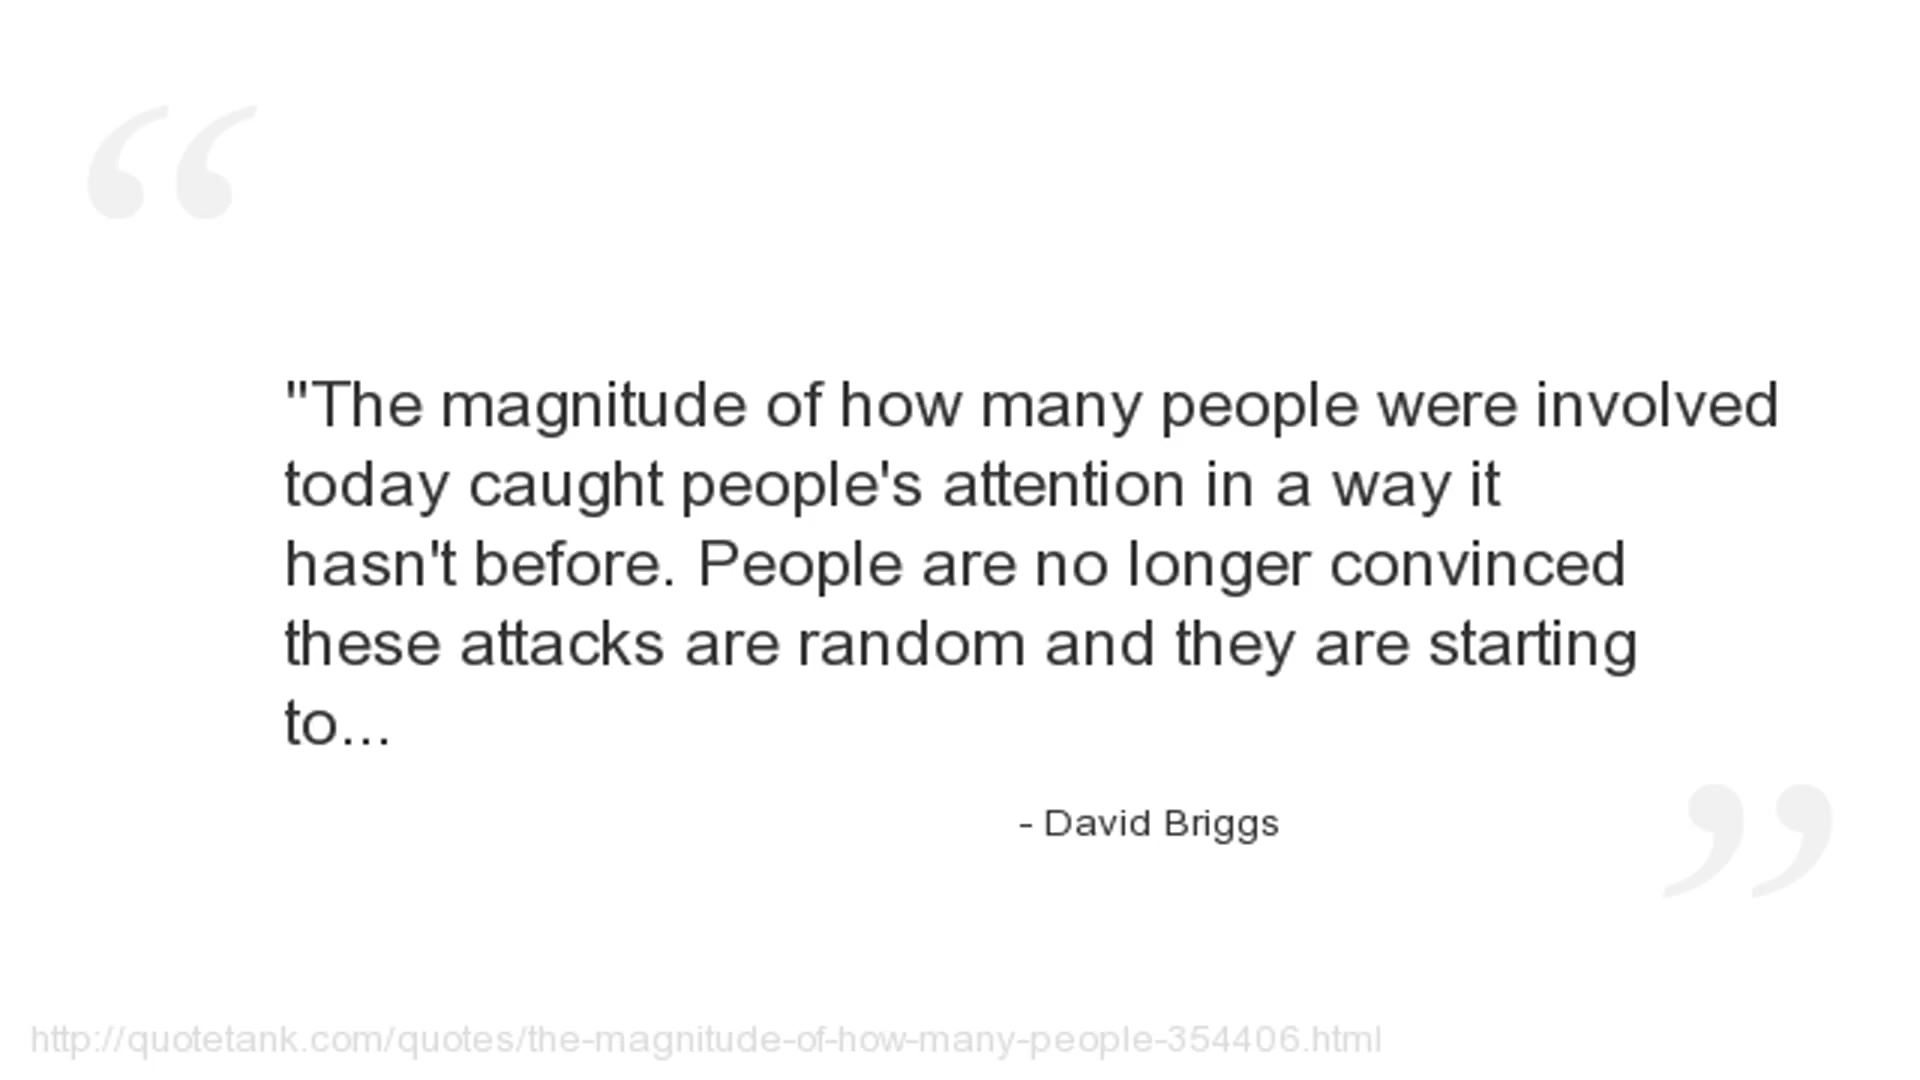 "The magnitude of how many people were involved
today caught people's attention in a way it
hasn't before. People are no longer convinced
these attacks are random and they are starting
to...
- David Briggs
http://quotetank.com/quotes/the-magnitude-of-how-many-people-354406.html